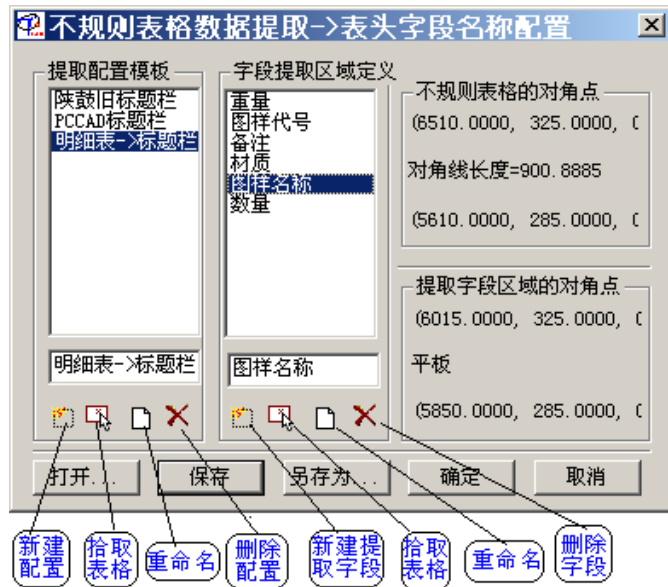 不规则表格数据提取->表头字段名称配置
提取配置模板
陕鼓旧标题栏
PCCAD标题栏
明细表->标题栏
明细表->标题栏
字段提取区域定义
重量
图样代号
备注
材质
图样名称
数量
图样名称
不规则表格的对角点
(6510.0000, 325.0000, 0
对角线长度=900.8885
(5610.0000, 285.0000, 0
提取字段区域的对角点
(6015.0000, 325.0000, 0
平板
(5850.0000, 285.0000, 0
打开...
保存
另存为...
确定
取消
新建
配置
拾取
表格
重命名
删除
配置
新建提
取字段
拾取
表格
重命名
删除
字段